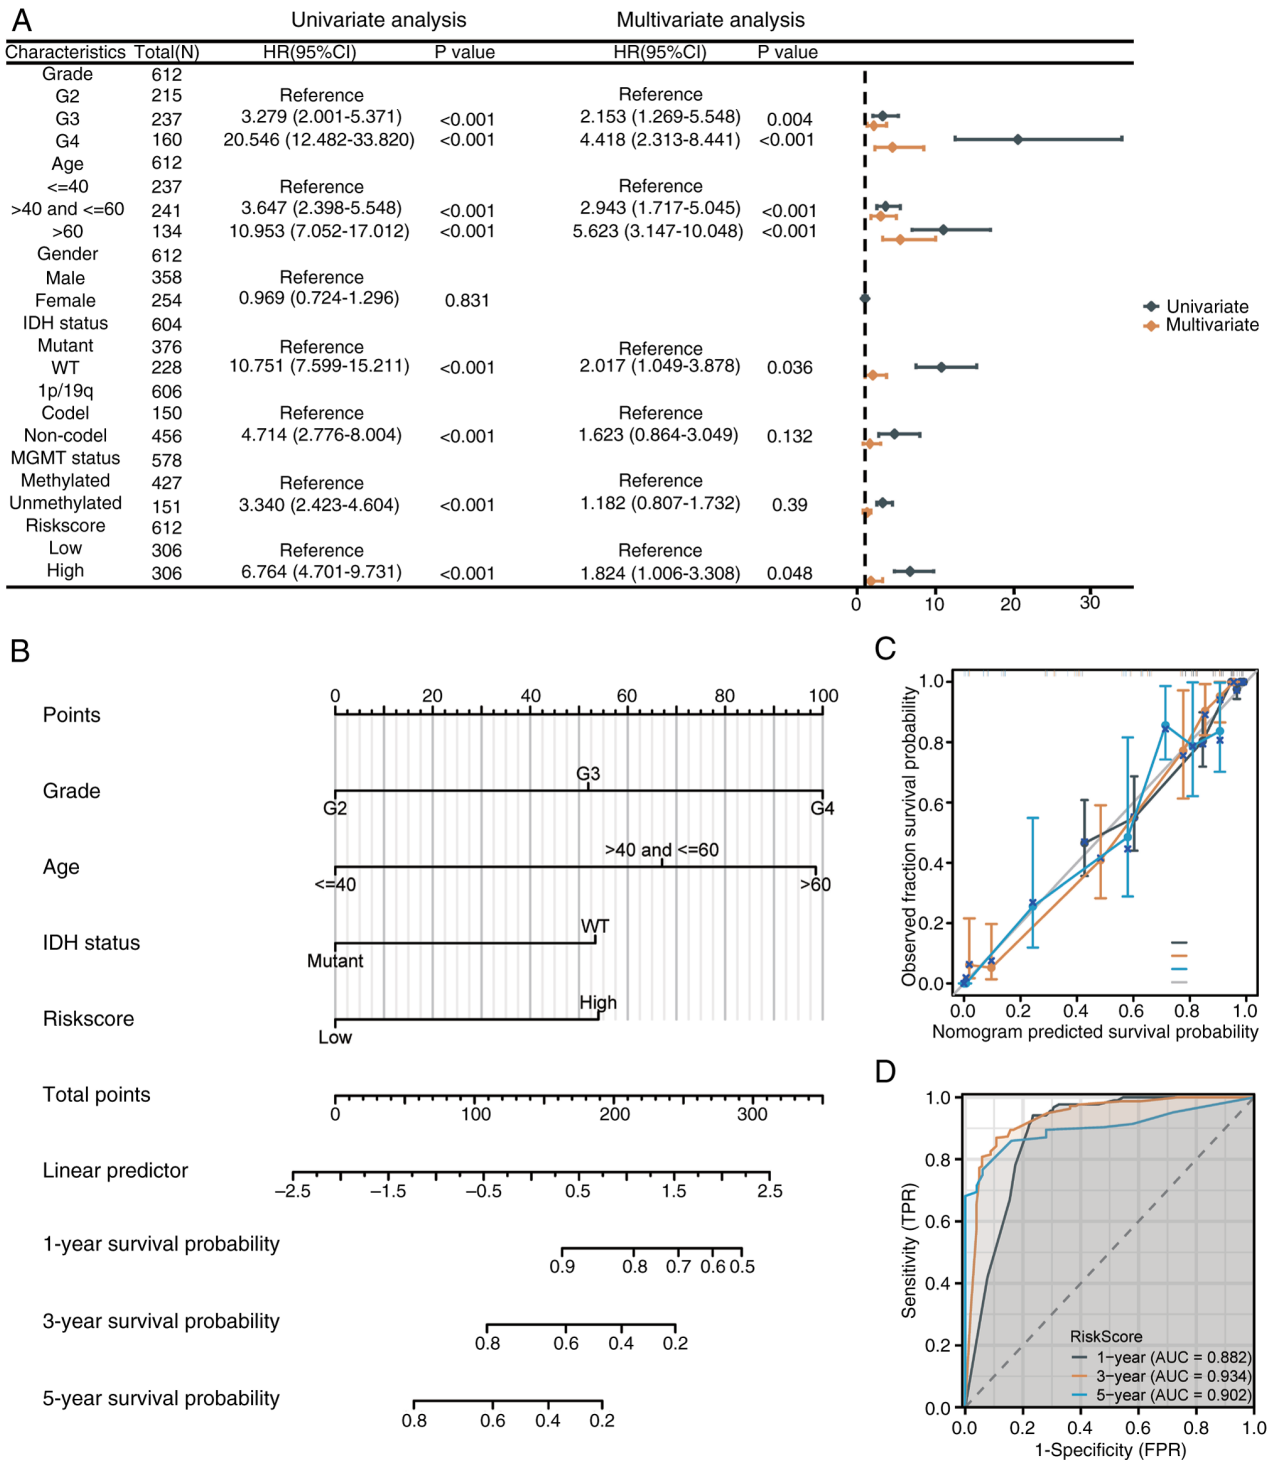 A
Univariate analysis Multivariate analysis
Characteristics Total(N) HR(95%CI) P value HR(95%CI) P value
Grade 612
G2 215 Reference Reference
G3 237 3.279 (2.001-5.371) <0.001 2.153 (1.269-5.548) 0.004
G4 160 20.546 (12.482-33.820) <0.001 4.418 (2.313-8.441) <0.001
Age 612
<=40 237 Reference Reference
>40 and <=60 241 3.647 (2.398-5.548) <0.001 2.943 (1.717-5.045) <0.001
>60 134 10.953 (7.052-17.012) <0.001 5.623 (3.147-10.048) <0.001
Gender 612
Male 358 Reference
Female 254 0.969 (0.724-1.296) 0.831
IDH status 604
Mutant 376 Reference Reference
WT 228 10.751 (7.599-15.211) <0.001 2.017 (1.049-3.878) 0.036
1p/19q 606
Codel 150 Reference Reference
Non-codel 456 4.714 (2.776-8.004) <0.001 1.623 (0.864-3.049) 0.132
MGMT status 578
Methylated 427 Reference Reference
Unmethylated 151 3.340 (2.423-4.604) <0.001 1.182 (0.807-1.732) 0.39
Riskscore 612
Low 306 Reference Reference
High 306 6.764 (4.701-9.731) <0.001 1.824 (1.006-3.308) 0.048
0 10 20 30
Univariate
Multivariate
B
0 20 40 60 80 100
Points
G3
Grade
G2 G4
>40 and <=60
Age
<=40 >60
WT
IDH status
Mutant
High
Riskscore
Low
Total points
0 100 200 300
Linear predictor
−2.5 −1.5 −0.5 0.5 1.5 2.5
1-year survival probability
0.9 0.8 0.7 0.6 0.5
3-year survival probability
0.8 0.6 0.4 0.2
5-year survival probability
0.8 0.6 0.4 0.2
C
Observed fraction survival probability
1.0
0.8
0.6
0.4
0.2
0.0
0.0 0.2 0.4 0.6 0.8 1.0
Nomogram predicted survival probability
D
Sensitivity (TPR)
1.0
0.8
0.6
0.4
0.2
0.0
RiskScore
1−year (AUC = 0.882)
3−year (AUC = 0.934)
5−year (AUC = 0.902)
0.0 0.2 0.4 0.6 0.8 1.0
1-Specificity (FPR)